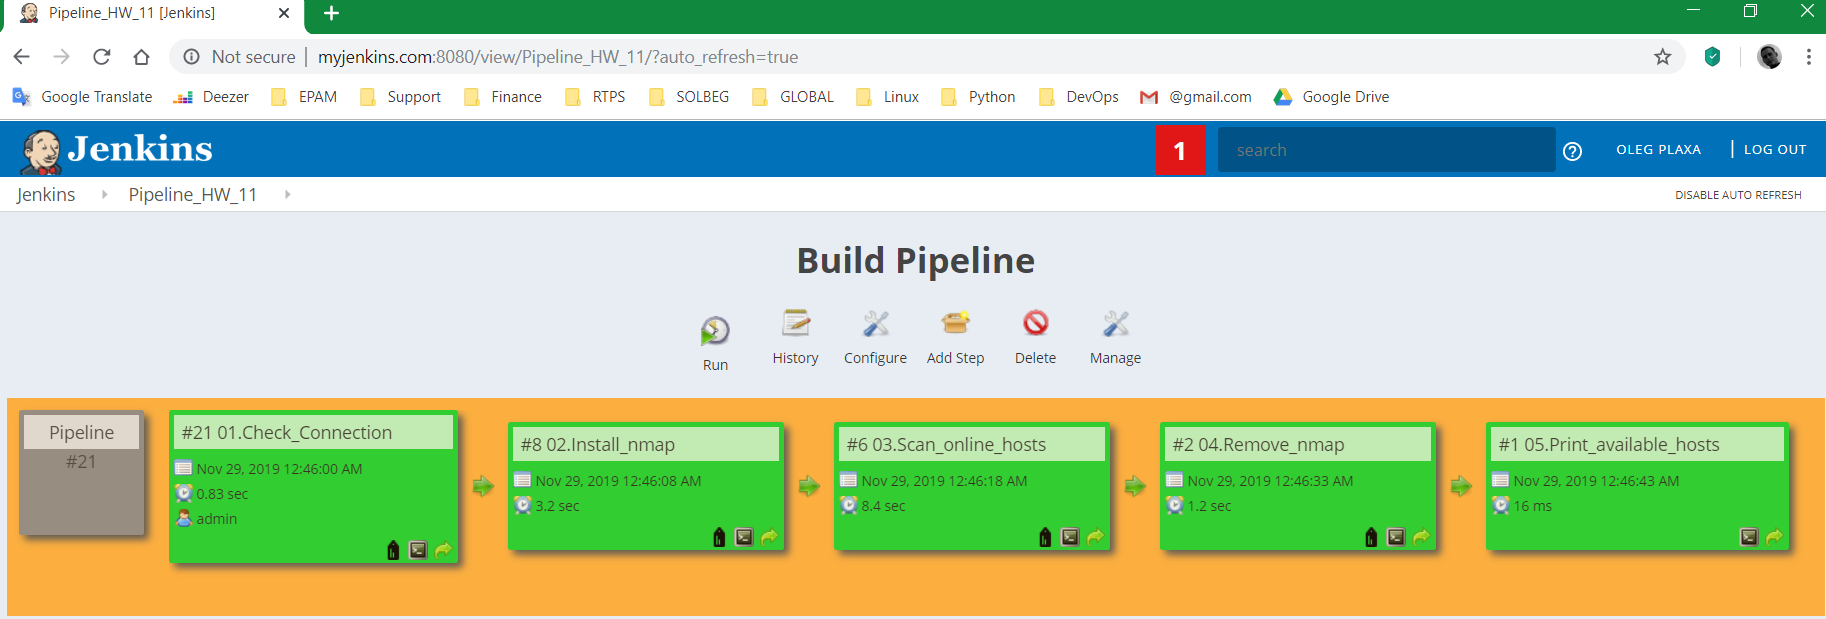 Pipeline_HW_11 [Jenkins]
Not secure myjenkins.com:8080/view/Pipeline_HW_11/?auto_refresh=true
Google Translate Deezer EPAM Support Finance RTPS SOLBEG GLOBAL Linux Python DevOps @gmail.com Google Drive
Jenkins 1 search OLEG PLAXA LOG OUT
Jenkins Pipeline_HW_11 DISABLE AUTO REFRESH
Build Pipeline
Run History Configure Add Step Delete Manage
Pipeline
#21
#21 01.Check_Connection
Nov 29, 2019 12:46:00 AM
0.83 sec
admin
#8 02.Install_nmap
Nov 29, 2019 12:46:08 AM
3.2 sec
#6 03.Scan_online_hosts
Nov 29, 2019 12:46:18 AM
8.4 sec
#2 04.Remove_nmap
Nov 29, 2019 12:46:33 AM
1.2 sec
#1 05.Print_available_hosts
Nov 29, 2019 12:46:43 AM
16 ms